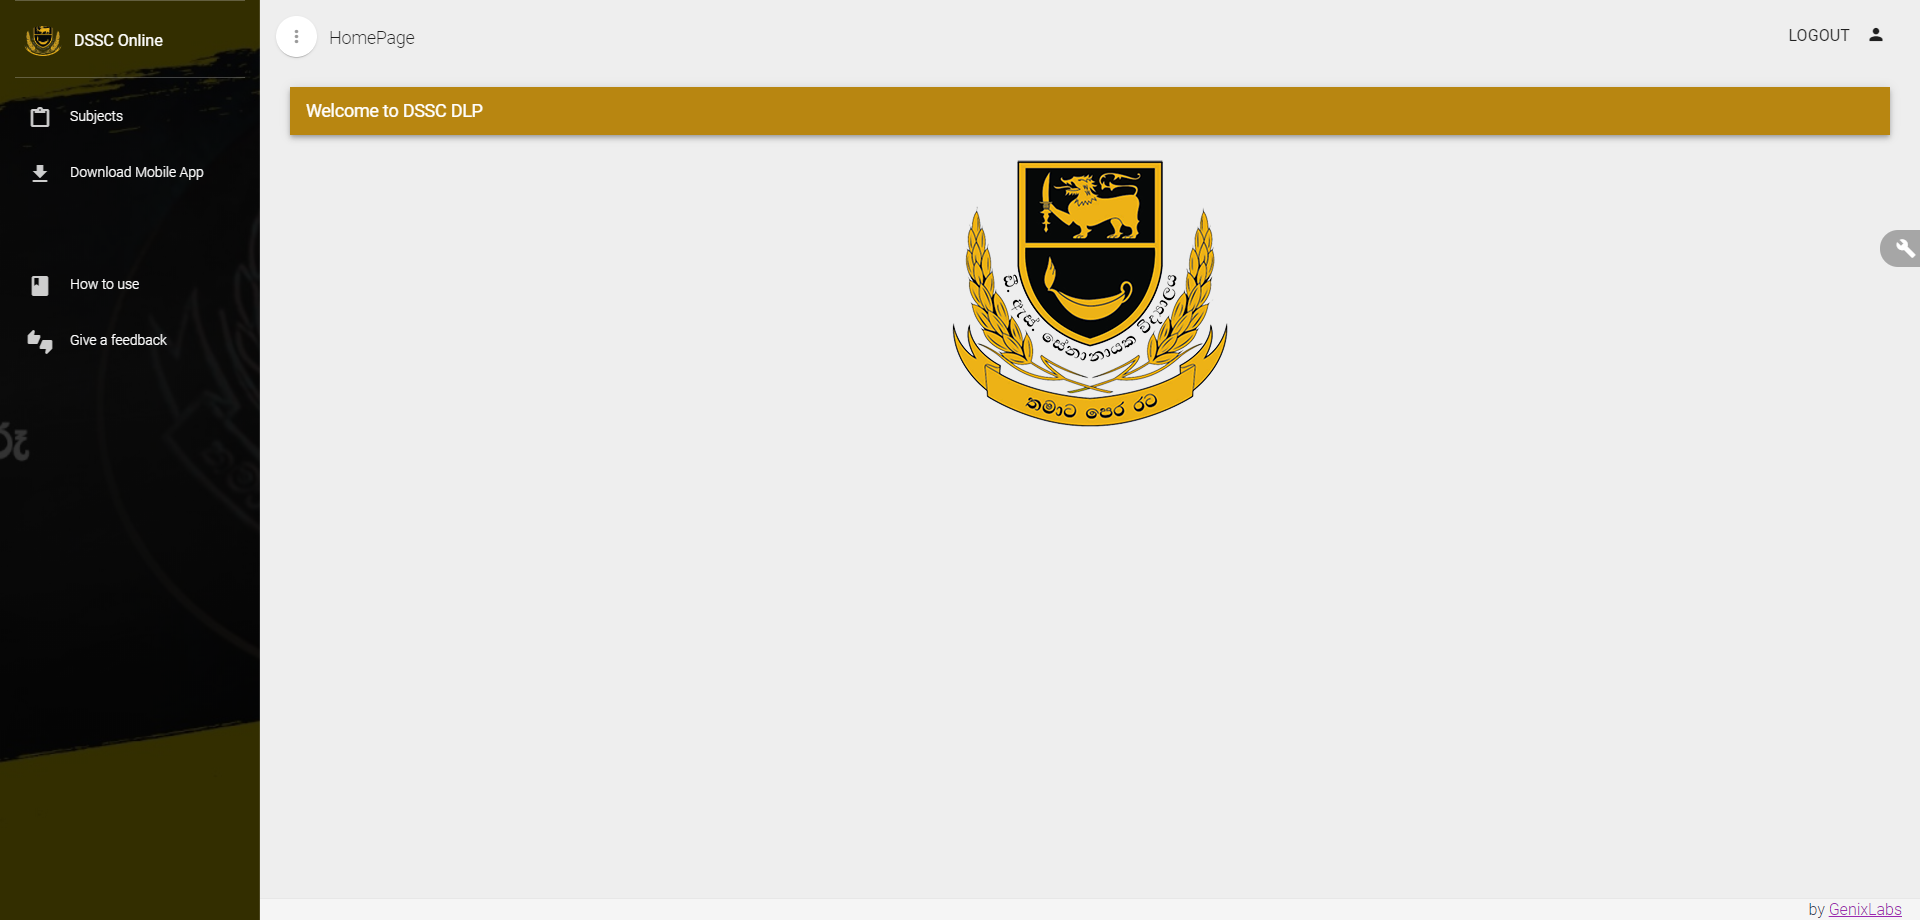 DSSC Online
Subjects
Download Mobile App
How to use
Give a feedback
HomePage
LOGOUT
Welcome to DSSC DLP
ඩී. ඇස්. සේනානායක විද්‍යාලය
තමාට පෙර රට
by GenixLabs